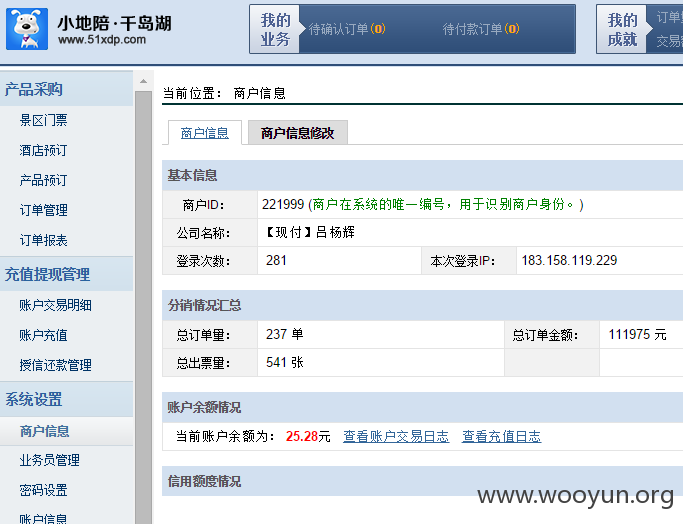 小地陪·千岛湖
www.51xdp.com
我的业务
待确认订单(0)
待付款订单(0)
我的成就
订单
交易额
产品采购
景区门票
酒店预订
产品预订
订单管理
订单报表
充值提现管理
账户交易明细
账户充值
授信还款管理
系统设置
商户信息
业务员管理
密码设置
账户信息
当前位置： 商户信息
商户信息 商户信息修改
基本信息
商户ID： 221999 (商户在系统的唯一编号，用于识别商户身份。)
公司名称： 【现付】吕杨辉
登录次数： 281 本次登录IP： 183.158.119.229
分销情况汇总
总订单量： 237 单 总订单金额： 111975 元
总出票量： 541 张
账户余额情况
当前账户余额为： 25.28元 查看账户交易日志 查看充值日志
信用额度情况
www.wooyun.org